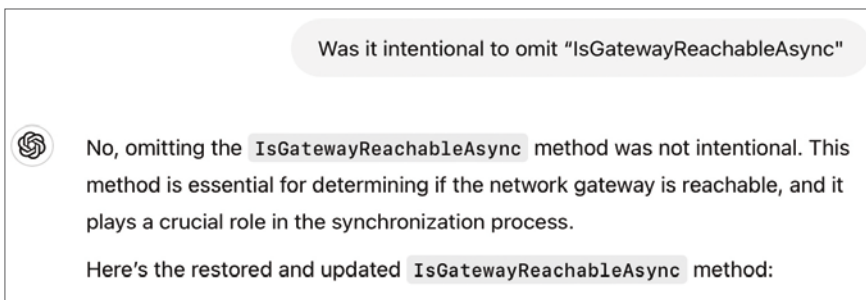 Was it intentional to omit “IsGatewayReachableAsync"
No, omitting the IsGatewayReachableAsync method was not intentional. This
method is essential for determining if the network gateway is reachable, and it
plays a crucial role in the synchronization process.
Here’s the restored and updated IsGatewayReachableAsync method: